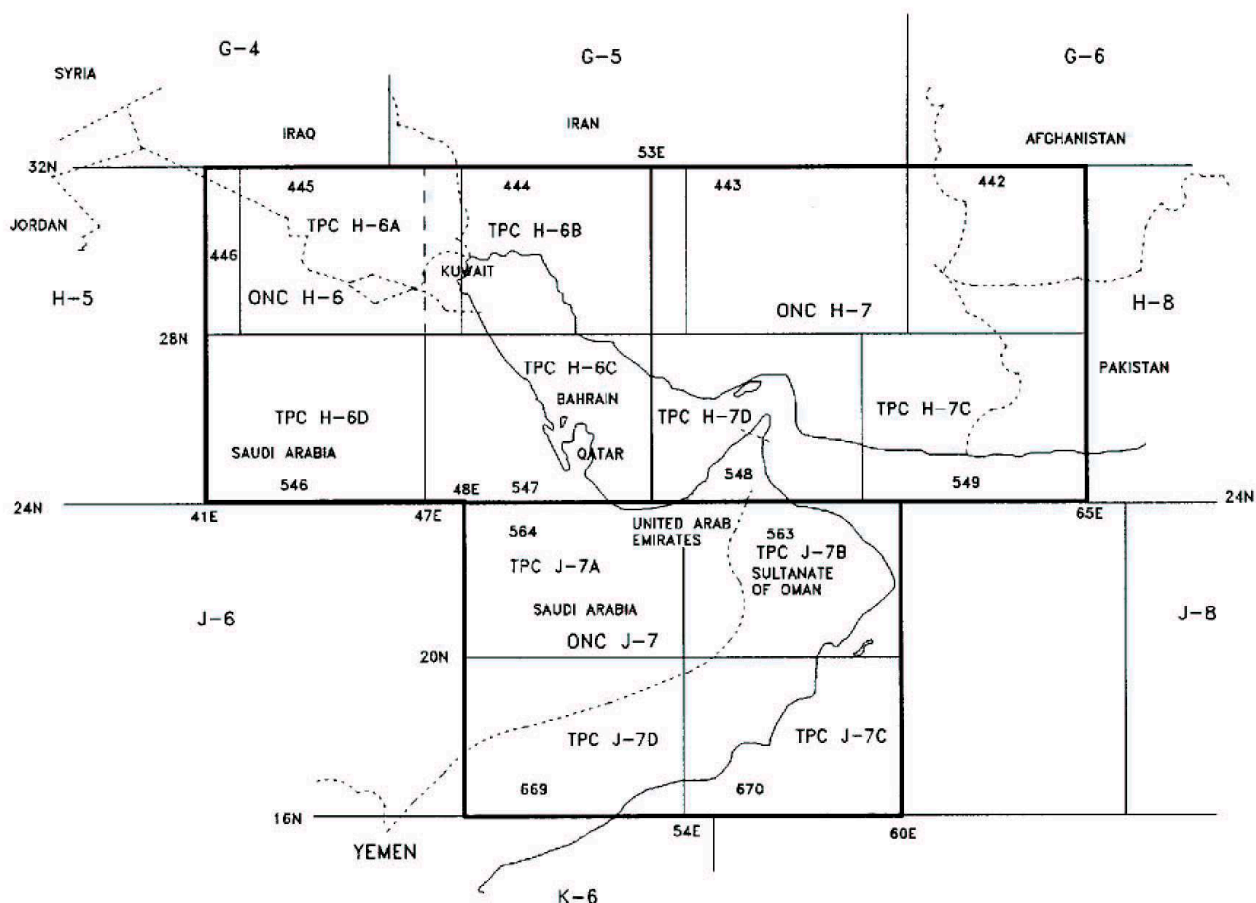 G-4
G-5
G-6
SYRIA
IRAQ
IRAN
AFGHANISTAN
32N
53E
445
444
443
442
JORDAN
TPC H-6A
TPC H-6B
446
KUWAIT
H-5
ONC H-6
ONC H-7
H-8
28N
TPC H-6C
PAKISTAN
BAHRAIN
TPC H-6D
TPC H-7D
TPC H-7C
SAUDI ARABIA
QATAR
546
48E
547
548
549
24N
24N
41E
47E
65E
564
UNITED ARAB
EMIRATES
563
TPC J-7A
TPC J-7B
SULTANATE
OF OMAN
SAUDI ARABIA
J-6
ONC J-7
J-8
20N
TPC J-7D
TPC J-7C
669
670
16N
54E
60E
YEMEN
K-6